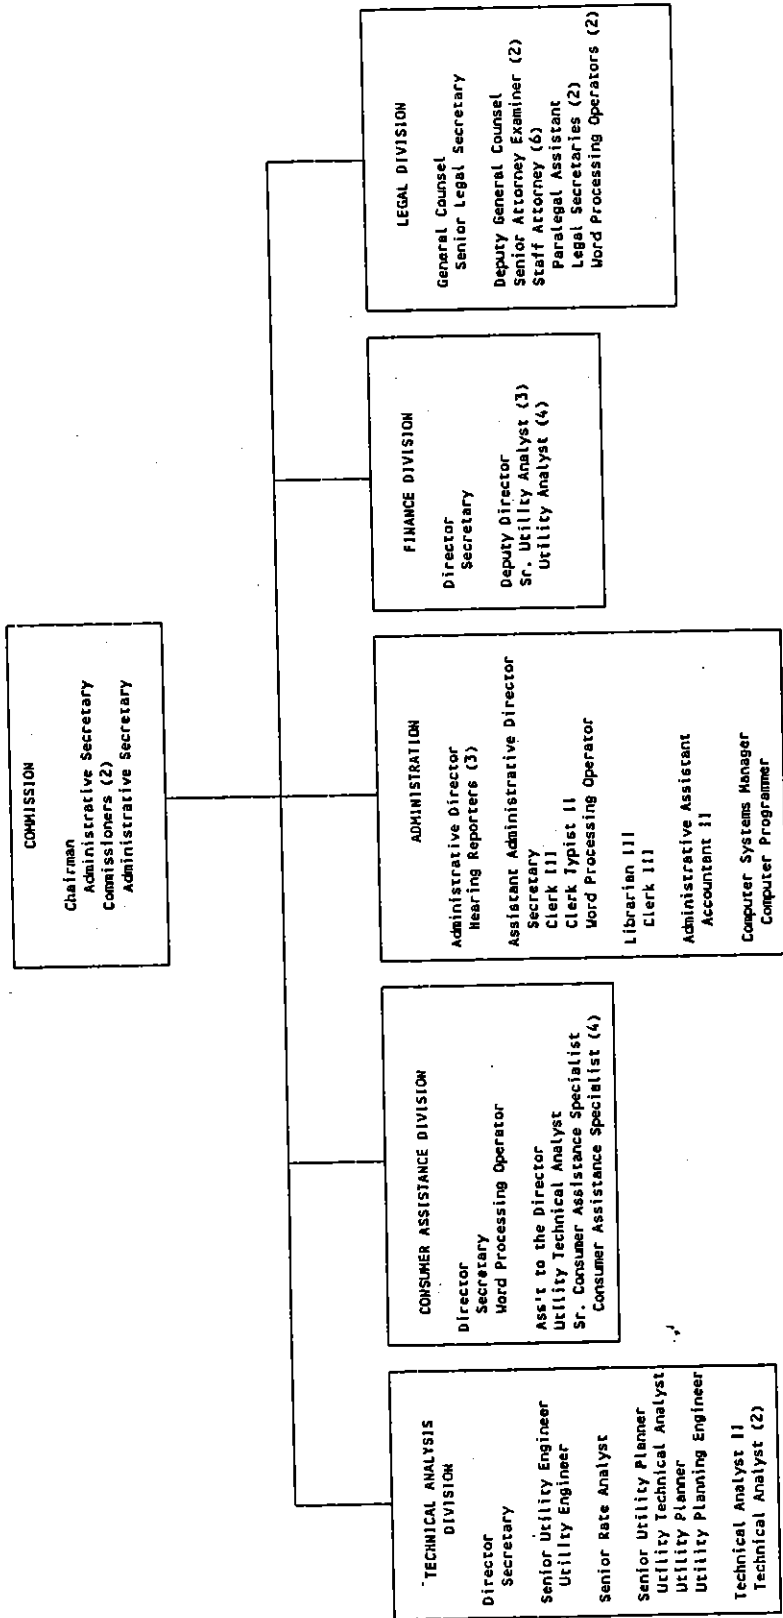 COMMISSION
Chairman
Administrative Secretary
Commissioners (2)
Administrative Secretary
TECHNICAL ANALYSIS
DIVISION
Director
Secretary
Senior Utility Engineer
Utility Engineer
Senior Rate Analyst
Senior Utility Planner
Utility Technical Analyst
Utility Planner
Utility Planning Engineer
Technical Analyst II
Technical Analyst (2)
CONSUMER ASSISTANCE DIVISION
Director
Secretary
Word Processing Operator
Ass't to the Director
Utility Technical Analyst
Sr. Consumer Assistance Specialist
Consumer Assistance Specialist (4)
ADMINISTRATION
Administrative Director
Hearing Reporters (3)
Assistant Administrative Director
Secretary
Clerk III
Clerk Typist II
Word Processing Operator
Librarian III
Clerk III
Administrative Assistant
Accountant II
Computer Systems Manager
Computer Programmer
FINANCE DIVISION
Director
Secretary
Deputy Director
Sr. Utility Analyst (3)
Utility Analyst (4)
LEGAL DIVISION
General Counsel
Senior Legal Secretary
Deputy General Counsel
Senior Attorney Examiner (2)
Staff Attorney (6)
Paralegal Assistant
Legal Secretaries (2)
Word Processing Operators (2)